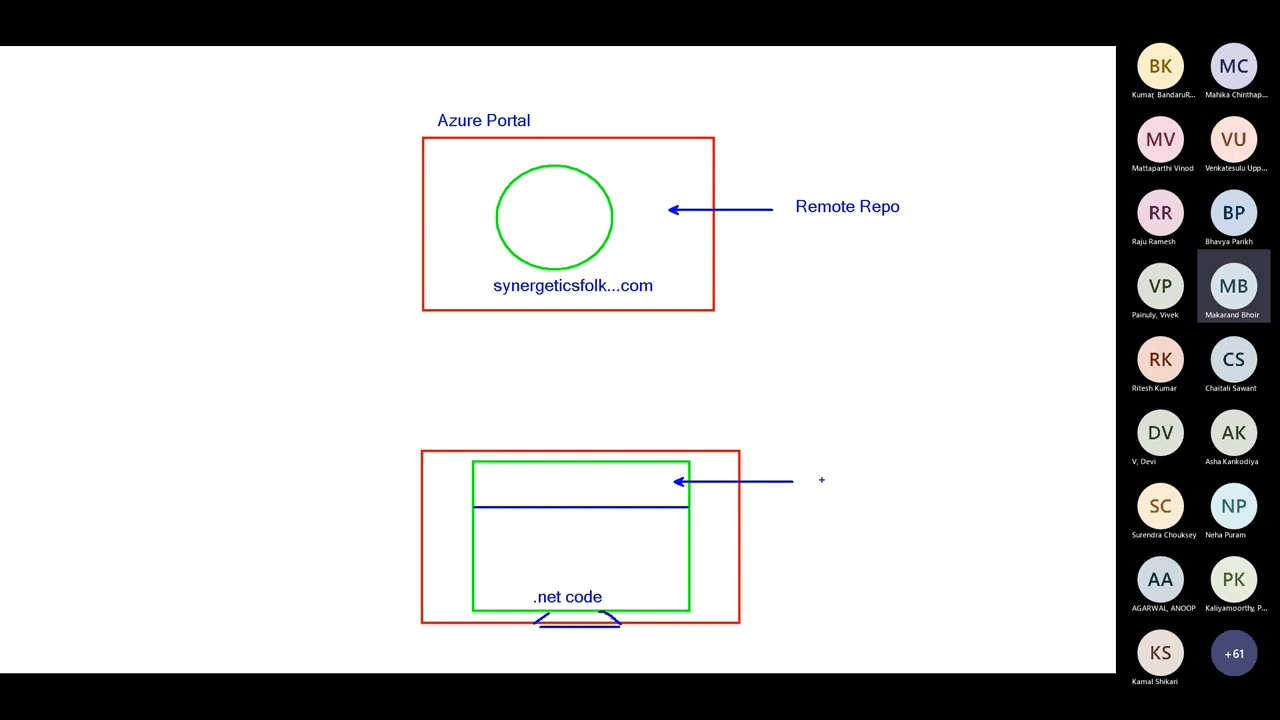 Azure Portal
Remote Repo
synergeticsfolk...com
.net code
BK
MC
Kumar, BandaruR...
Mahika Chinthap...
MV
VU
Mattaparthi Vinod
Venkatesulu Upp...
RR
BP
Raju Ramesh
Bhavya Parikh
VP
MB
Painuly, Vivek
Makarand Bhoir
RK
CS
Ritesh Kumar
Chaitali Sawant
DV
AK
V, Devi
Asha Kankodiya
SC
NP
Surendra Chouksey
Neha Puram
AA
PK
AGARWAL, ANOOP
Kaliyamoorthy, P...
KS
+61
Kamal Shikari